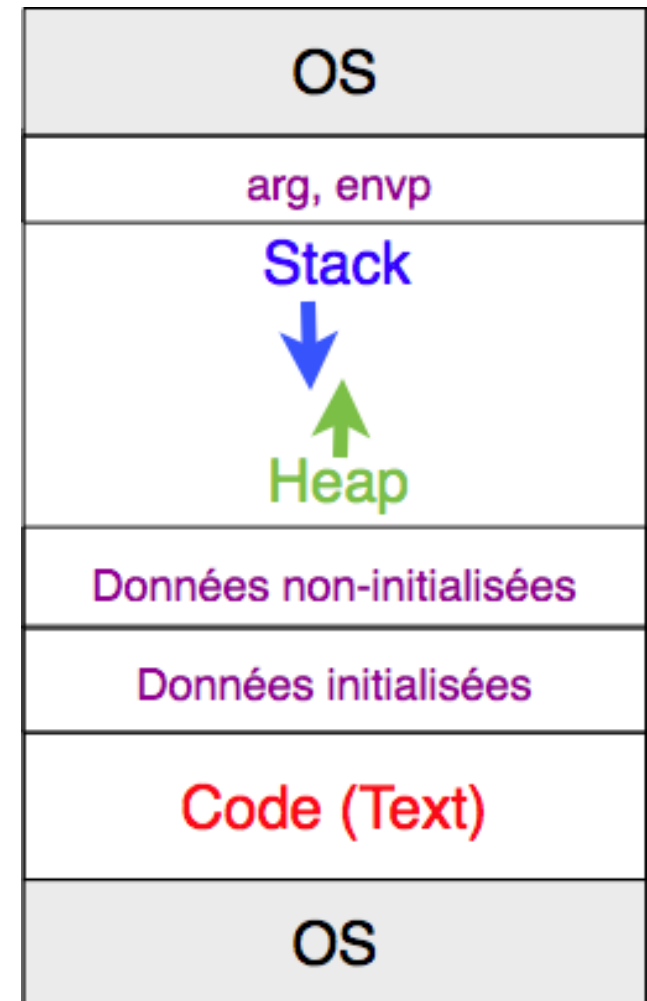 OS
arg, envp
Stack
Heap
Données non-initialisées
Données initialisées
Code (Text)
OS